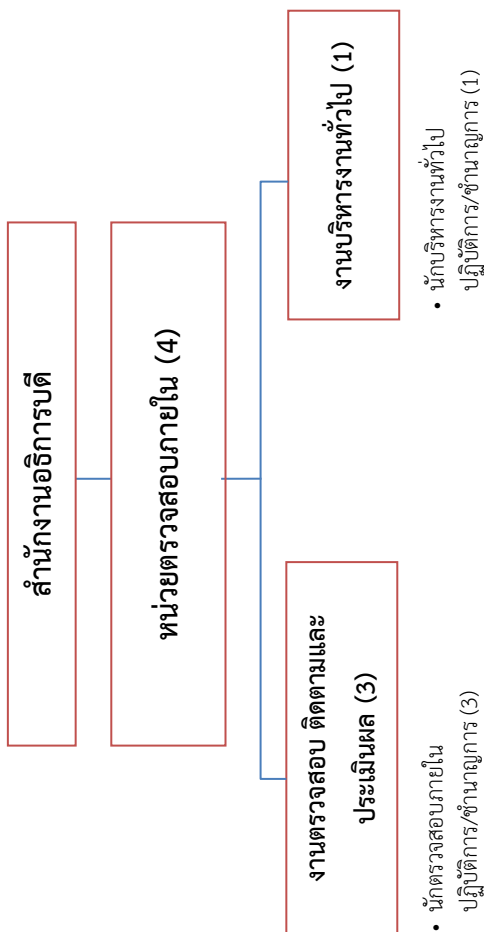 สำนักงานอธิการบดี
หน่วยตรวจสอบภายใน (4)
งานตรวจสอบ ติดตามและ
ประเมินผล (3)
• นักตรวจสอบภายใน
ปฏิบัติการ/ชำนาญการ (3)
งานบริหารงานทั่วไป (1)
• นักบริหารงานทั่วไป
ปฏิบัติการ/ชำนาญการ (1)